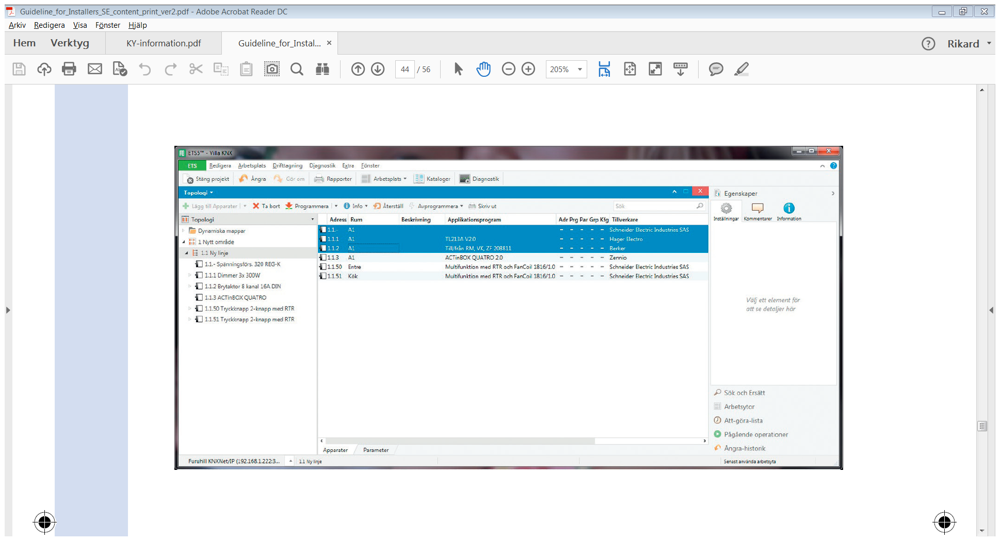 Guideline_for_Installers_SE_content_print_ver2.pdf - Adobe Acrobat Reader DC
Arkiv Redigera Visa Fönster Hjälp
Hem Verktyg KY-information.pdf Guideline_for_Instal... × ? Rikard
44 / 56 205%
ETS5™ - Villa KNX
ETS Redigera Arbetsplats Drifttagning Diagnostik Extra Fönster ?
Stäng projekt Ångra Gör om Rapporter Arbetsplats Kataloger Diagnostik
Topologi X Egenskaper
Lägg till Apparater Ta bort Programmera Info Återställ Avprogrammera Skriv ut Sök
Inställningar Kommentarer Information
Topologi
Dynamiska mappar
1 Nytt område
1.1 Ny linje
1.1.- Spänningsförs. 320 REG-K
1.1.1 Dimmer 3x 300W
1.1.2 Brytaktor 8 kanal 16A DIN
1.1.3 ACTinBOX QUATRO
1.1.50 Tryckknapp 2-knapp med RTR
1.1.51 Tryckknapp 2-knapp med RTR
Adress Rum Beskrivning Applikationsprogram Adr Prg Par Grp Kfg Tillverkare
1.1.- A1 – – – – – Schneider Electric Industries SAS
1.1.1 A1 TL213A V2.0 – – – – – Hager Electro
1.1.2 A1 Till/från RM, VK, ZF 208811 – – – – – Berker
1.1.3 A1 ACTinBOX QUATRO 2.0 – – – – – Zennio
1.1.50 Entre Multifunktion med RTR och FanCoil 1816/1.0 – – – – – Schneider Electric Industries SAS
1.1.51 Kök Multifunktion med RTR och FanCoil 1816/1.0 – – – – – Schneider Electric Industries SAS
Välj ett element för
att se detaljer här
Sök och Ersätt
Arbetsytor
Att-göra-lista
Pågående operationer
Ångra-historik
Apparater Parameter
Furuhill KNXNet/IP (192.168.1.222:3... 1.1 Ny linje Senast använda arbetsyta